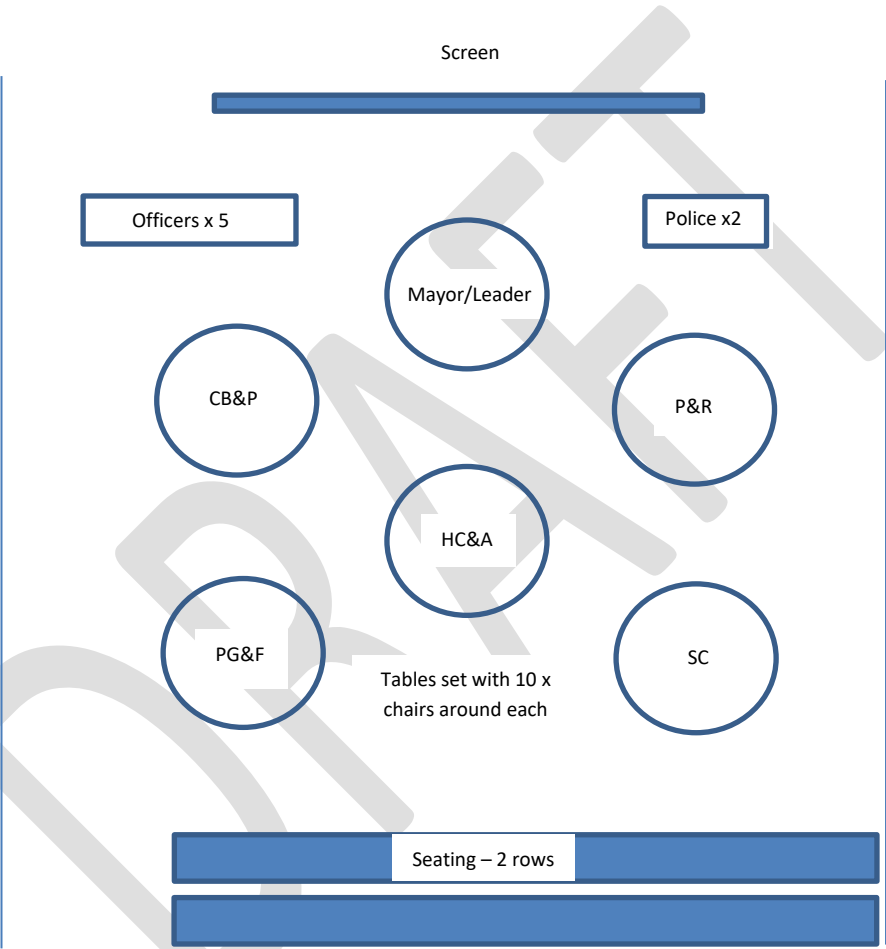 Screen
Officers x 5
Police x2
Mayor/Leader
CB&P
P&R
HC&A
PG&F
SC
Tables set with 10 x
chairs around each
Seating – 2 rows
DRAFT